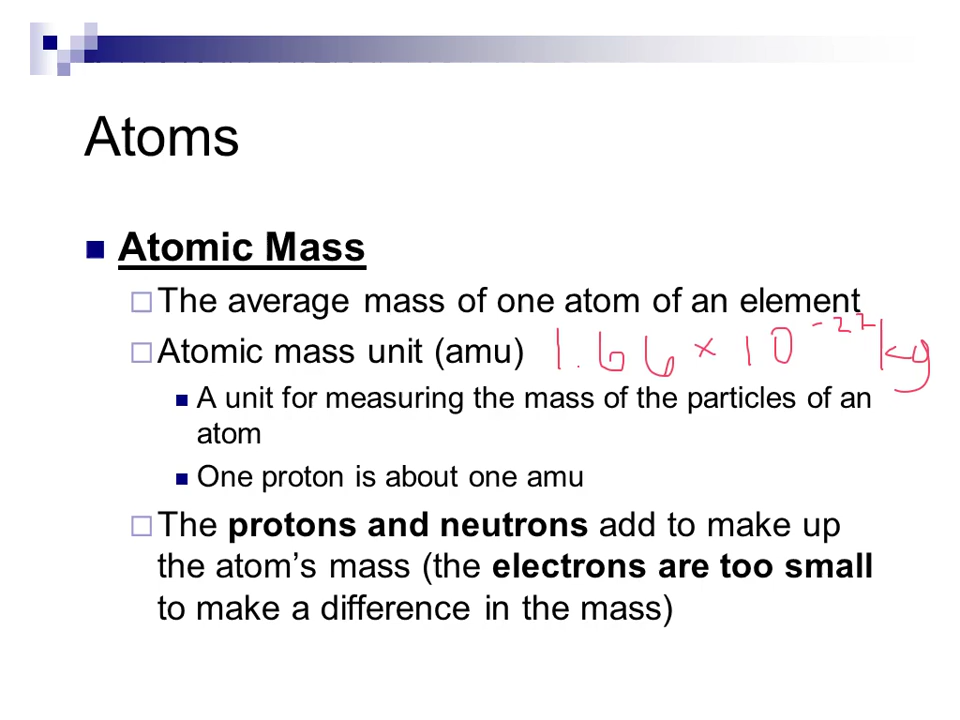 Atoms
Atomic Mass
The average mass of one atom of an element
Atomic mass unit (amu) 1.66 × 10⁻²⁷ kg
A unit for measuring the mass of the particles of an
atom
One proton is about one amu
The protons and neutrons add to make up
the atom’s mass (the electrons are too small
to make a difference in the mass)